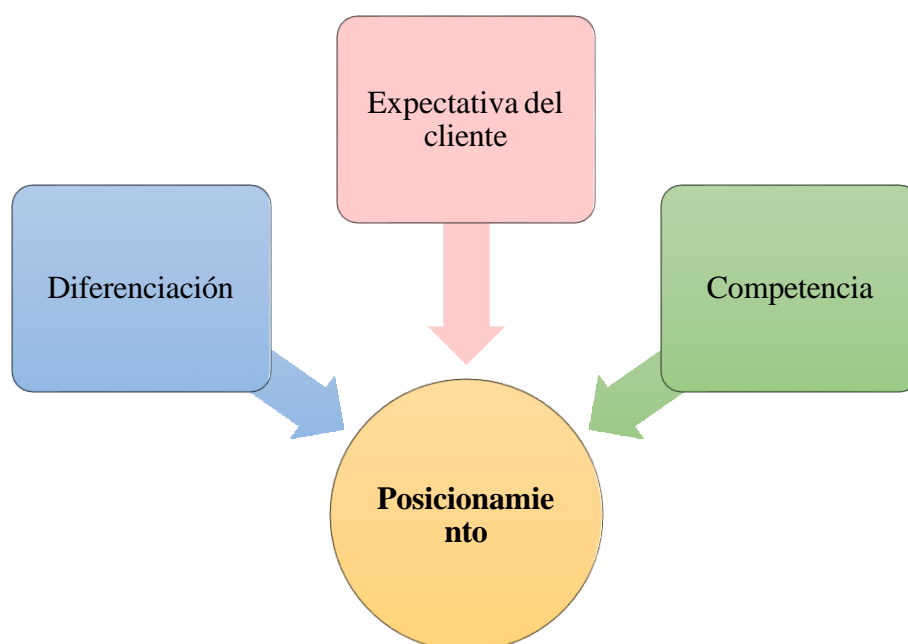 Expectativa del
cliente
Diferenciación
Competencia
Posicionamie
nto